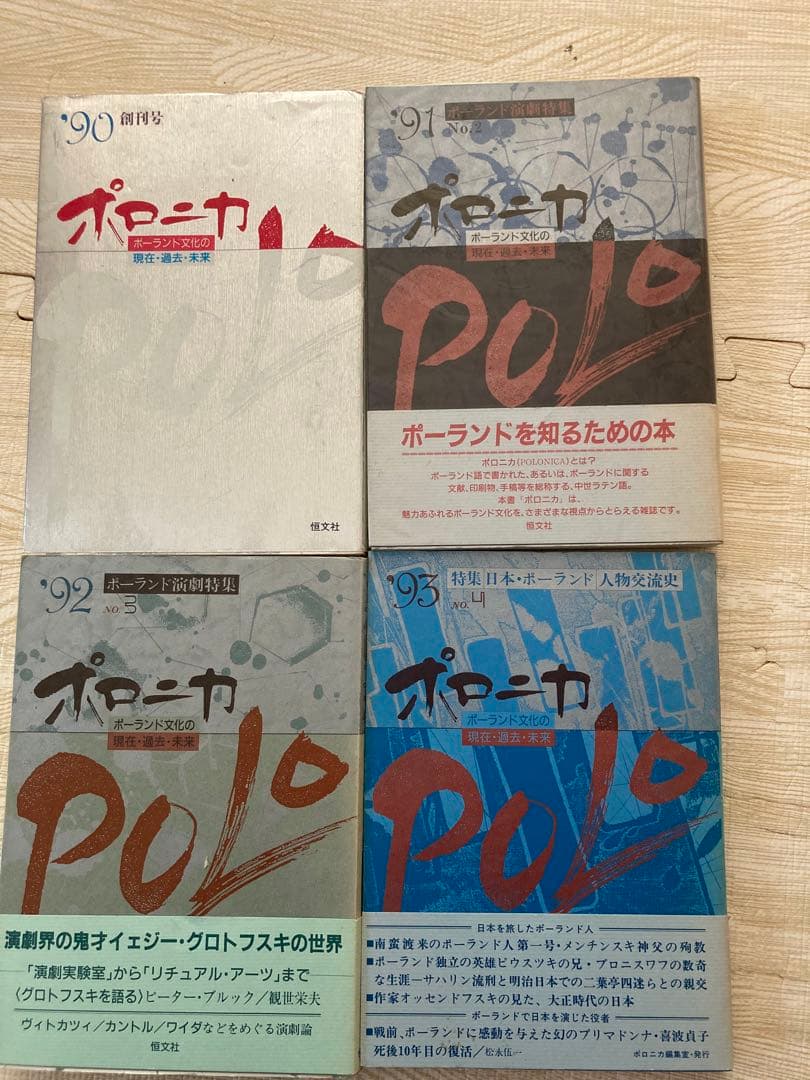 '90 創刊号
ポロニカ
ポーランド文化の
現在・過去・未来
POLO
恒文社
'91 ポーランド演劇特集
No.2
ポロニカ
ポーランド文化の
現在・過去・未来
POLO
ポーランドを知るための本
ポロニカ(POLONICA)とは?
ポーランド語で書かれた、あるいは、ポーランドに関する
文献、印刷物、手稿等を総称する、中世ラテン語。
本書「ポロニカ」は、
魅力あふれるポーランド文化を、さまざまな視点からとらえる雑誌です。
恒文社
'92 ポーランド演劇特集
NO.3
ポロニカ
ポーランド文化の
現在・過去・未来
POLO
演劇界の鬼才イェジー・グロトフスキの世界
「演劇実験室」から「リチュアル・アーツ」まで
〈グロトフスキを語る〉ピーター・ブルック/観世栄夫
ヴィトカツィ/カントル/ワイダなどをめぐる演劇論
恒文社
'93 特集 日本・ポーランド 人物交流史
NO.4
ポロニカ
ポーランド文化の
現在・過去・未来
POLO
日本を旅したポーランド人
■南蛮渡来のポーランド人第一号・メンチンスキ神父の殉教
■ポーランド独立の英雄ピウスツキの兄・ブロニスワフの数奇
な生涯―サハリン流刑と明治日本での二葉亭四迷らとの親交
■作家オッセンドフスキの見た、大正時代の日本
ポーランドで日本を演じた役者
■戦前、ポーランドに感動を与えた幻のプリマドンナ・喜波貞子
死後10年目の復活/松永伍一
ポロニカ編集室・発行